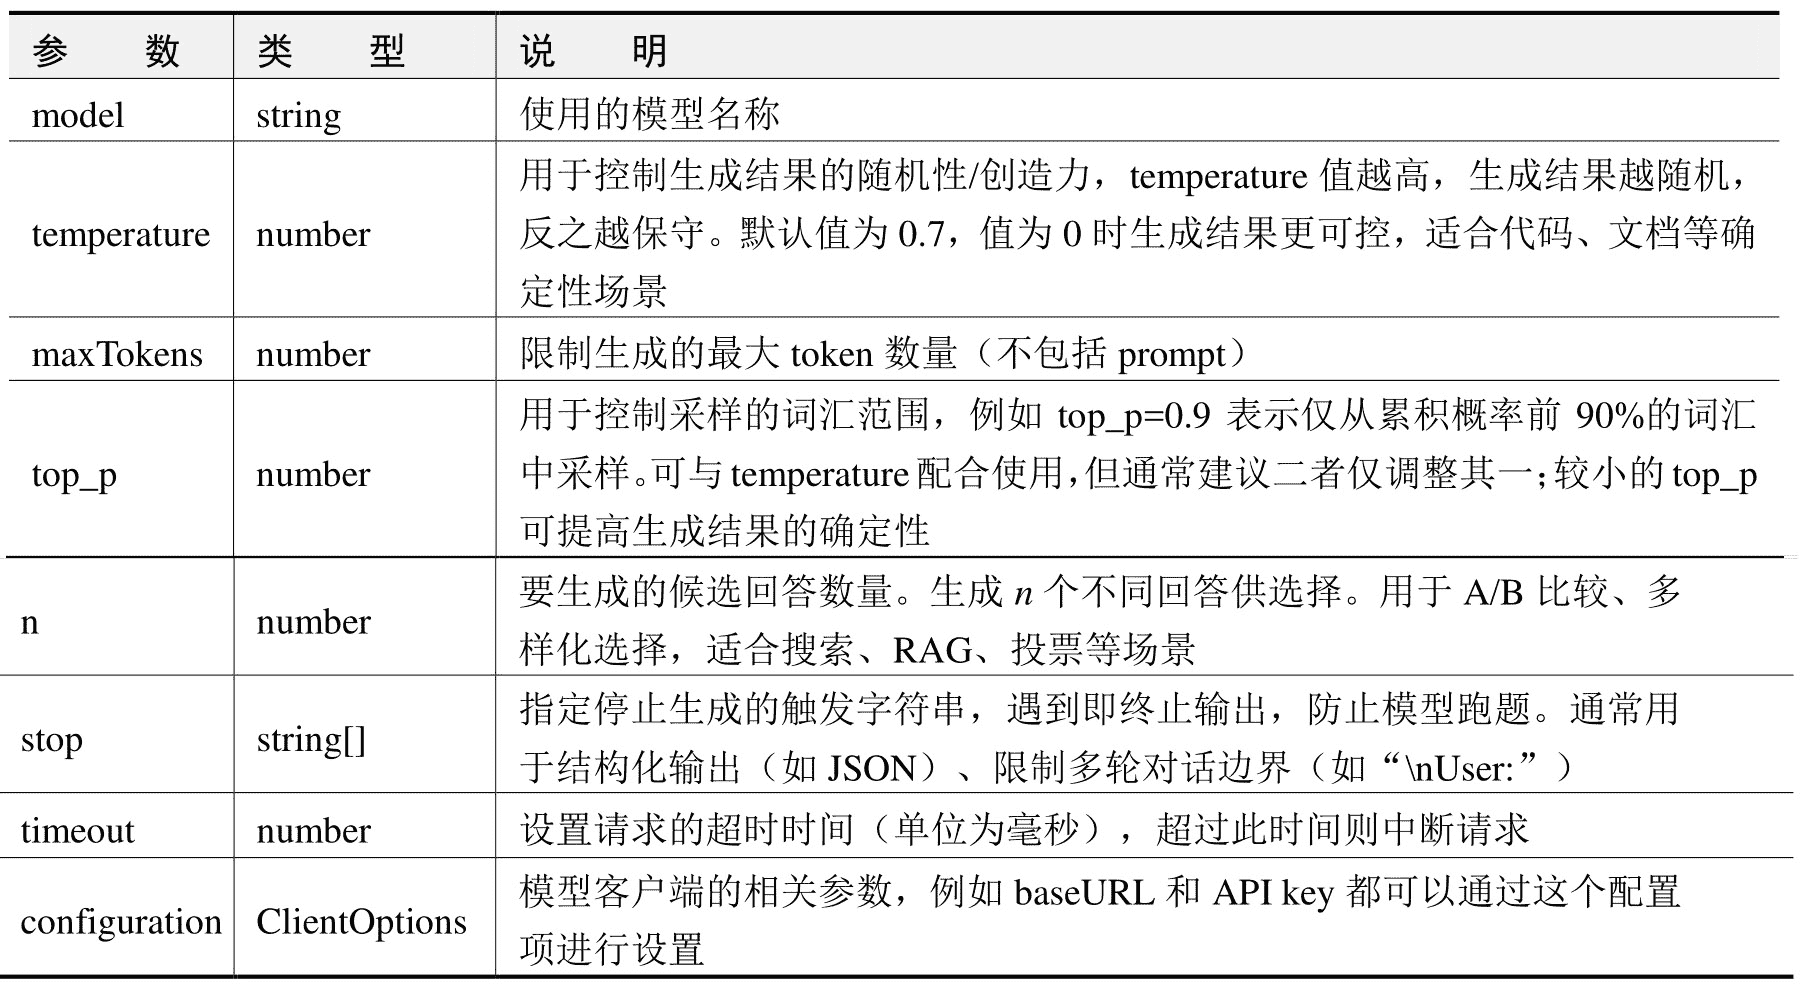 参 数 类 型 说 明
model string 使用的模型名称
用于控制生成结果的随机性/创造力，temperature 值越高，生成结果越随机，
temperature number 反之越保守。默认值为 0.7，值为 0 时生成结果更可控，适合代码、文档等确
定性场景
maxTokens number 限制生成的最大 token 数量（不包括 prompt）
用于控制采样的词汇范围，例如 top_p=0.9 表示仅从累积概率前 90%的词汇
top_p number 中采样。可与 temperature 配合使用，但通常建议二者仅调整其一；较小的 top_p
可提高生成结果的确定性
n number 要生成的候选回答数量。生成 n 个不同回答供选择。用于 A/B 比较、多
样化选择，适合搜索、RAG、投票等场景
stop string[] 指定停止生成的触发字符串，遇到即终止输出，防止模型跑题。通常用
于结构化输出（如 JSON）、限制多轮对话边界（如“\nUser:”）
timeout number 设置请求的超时时间（单位为毫秒），超过此时间则中断请求
configuration ClientOptions 模型客户端的相关参数，例如 baseURL 和 API key 都可以通过这个配置
项进行设置